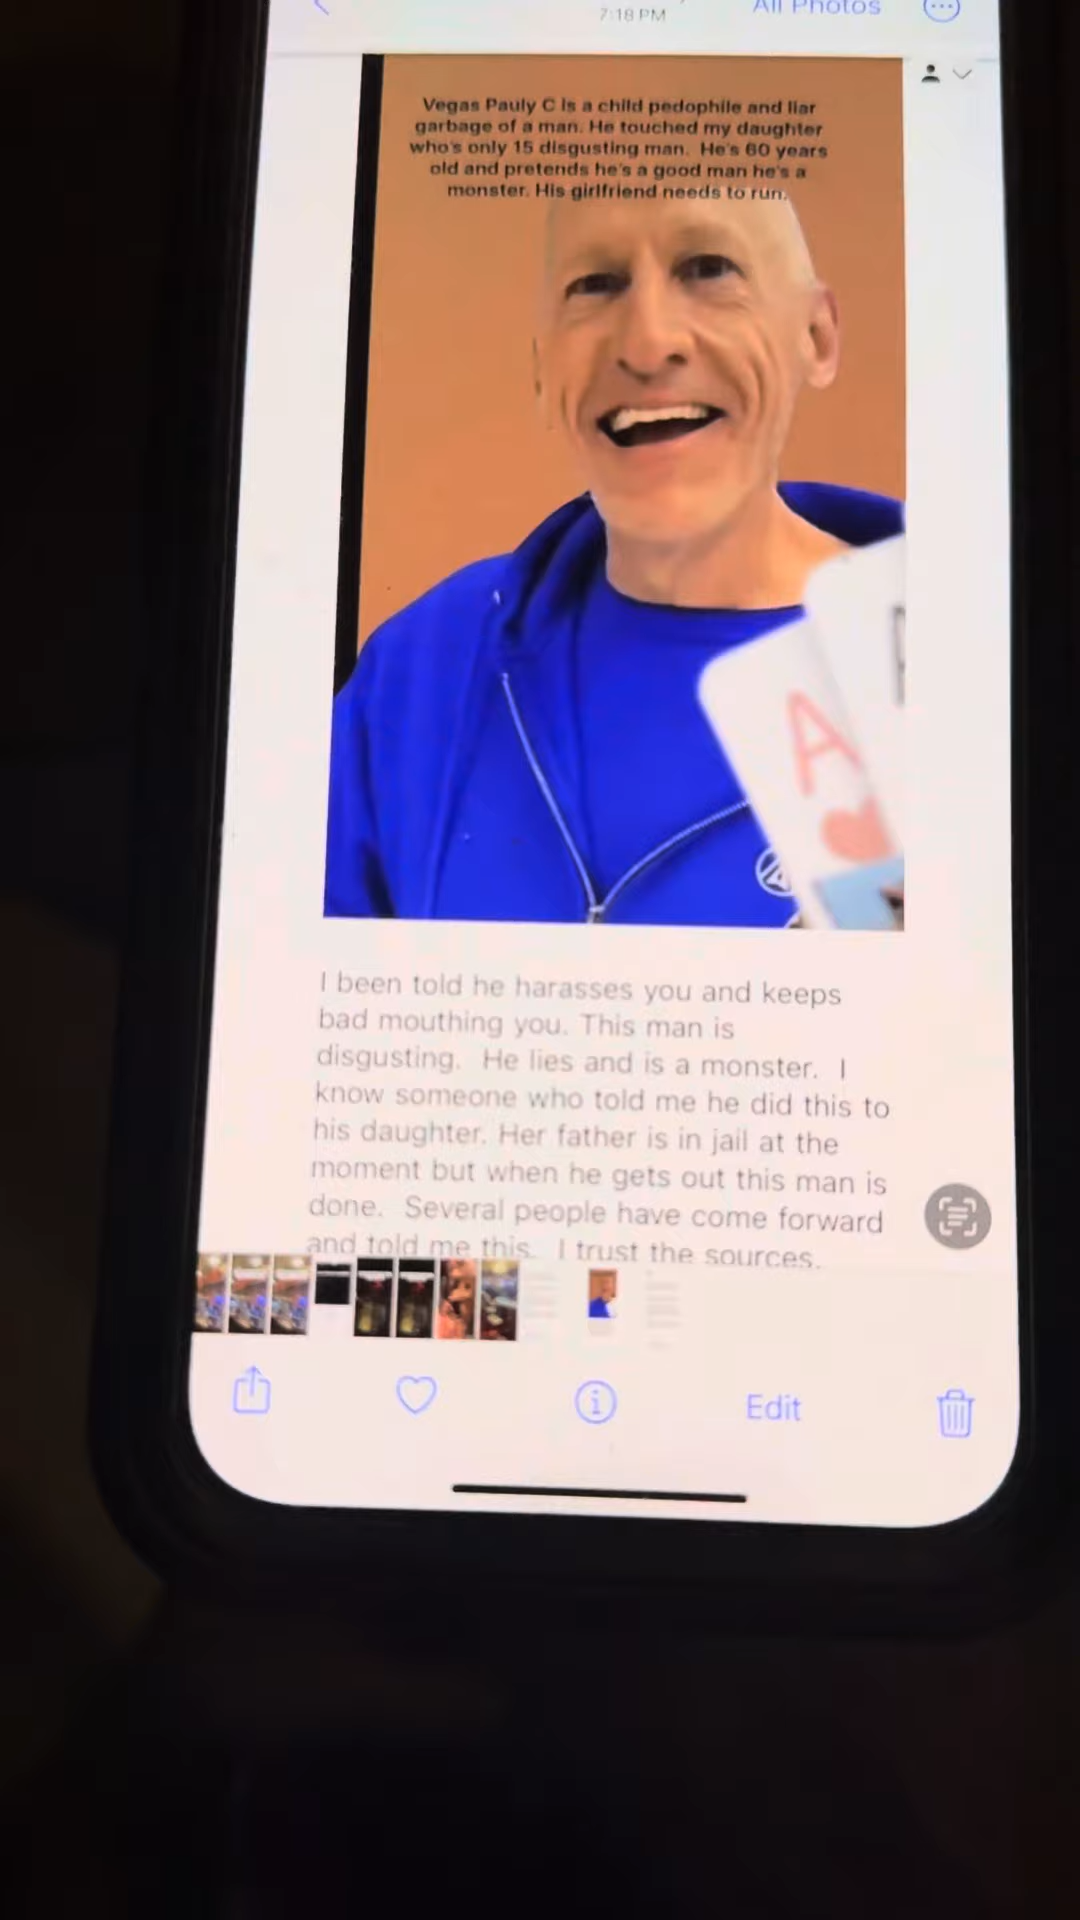 7:18 PM
All Photos
Vegas Pauly C is a child pedophile and liar
garbage of a man. He touched my daughter
who's only 15 disgusting man. He's 60 years
old and pretends he's a good man he's a
monster. His girlfriend needs to run.
A
I been told he harasses you and keeps
bad mouthing you. This man is
disgusting. He lies and is a monster. I
know someone who told me he did this to
his daughter. Her father is in jail at the
moment but when he gets out this man is
done. Several people have come forward
and told me this. I trust the sources.
Edit